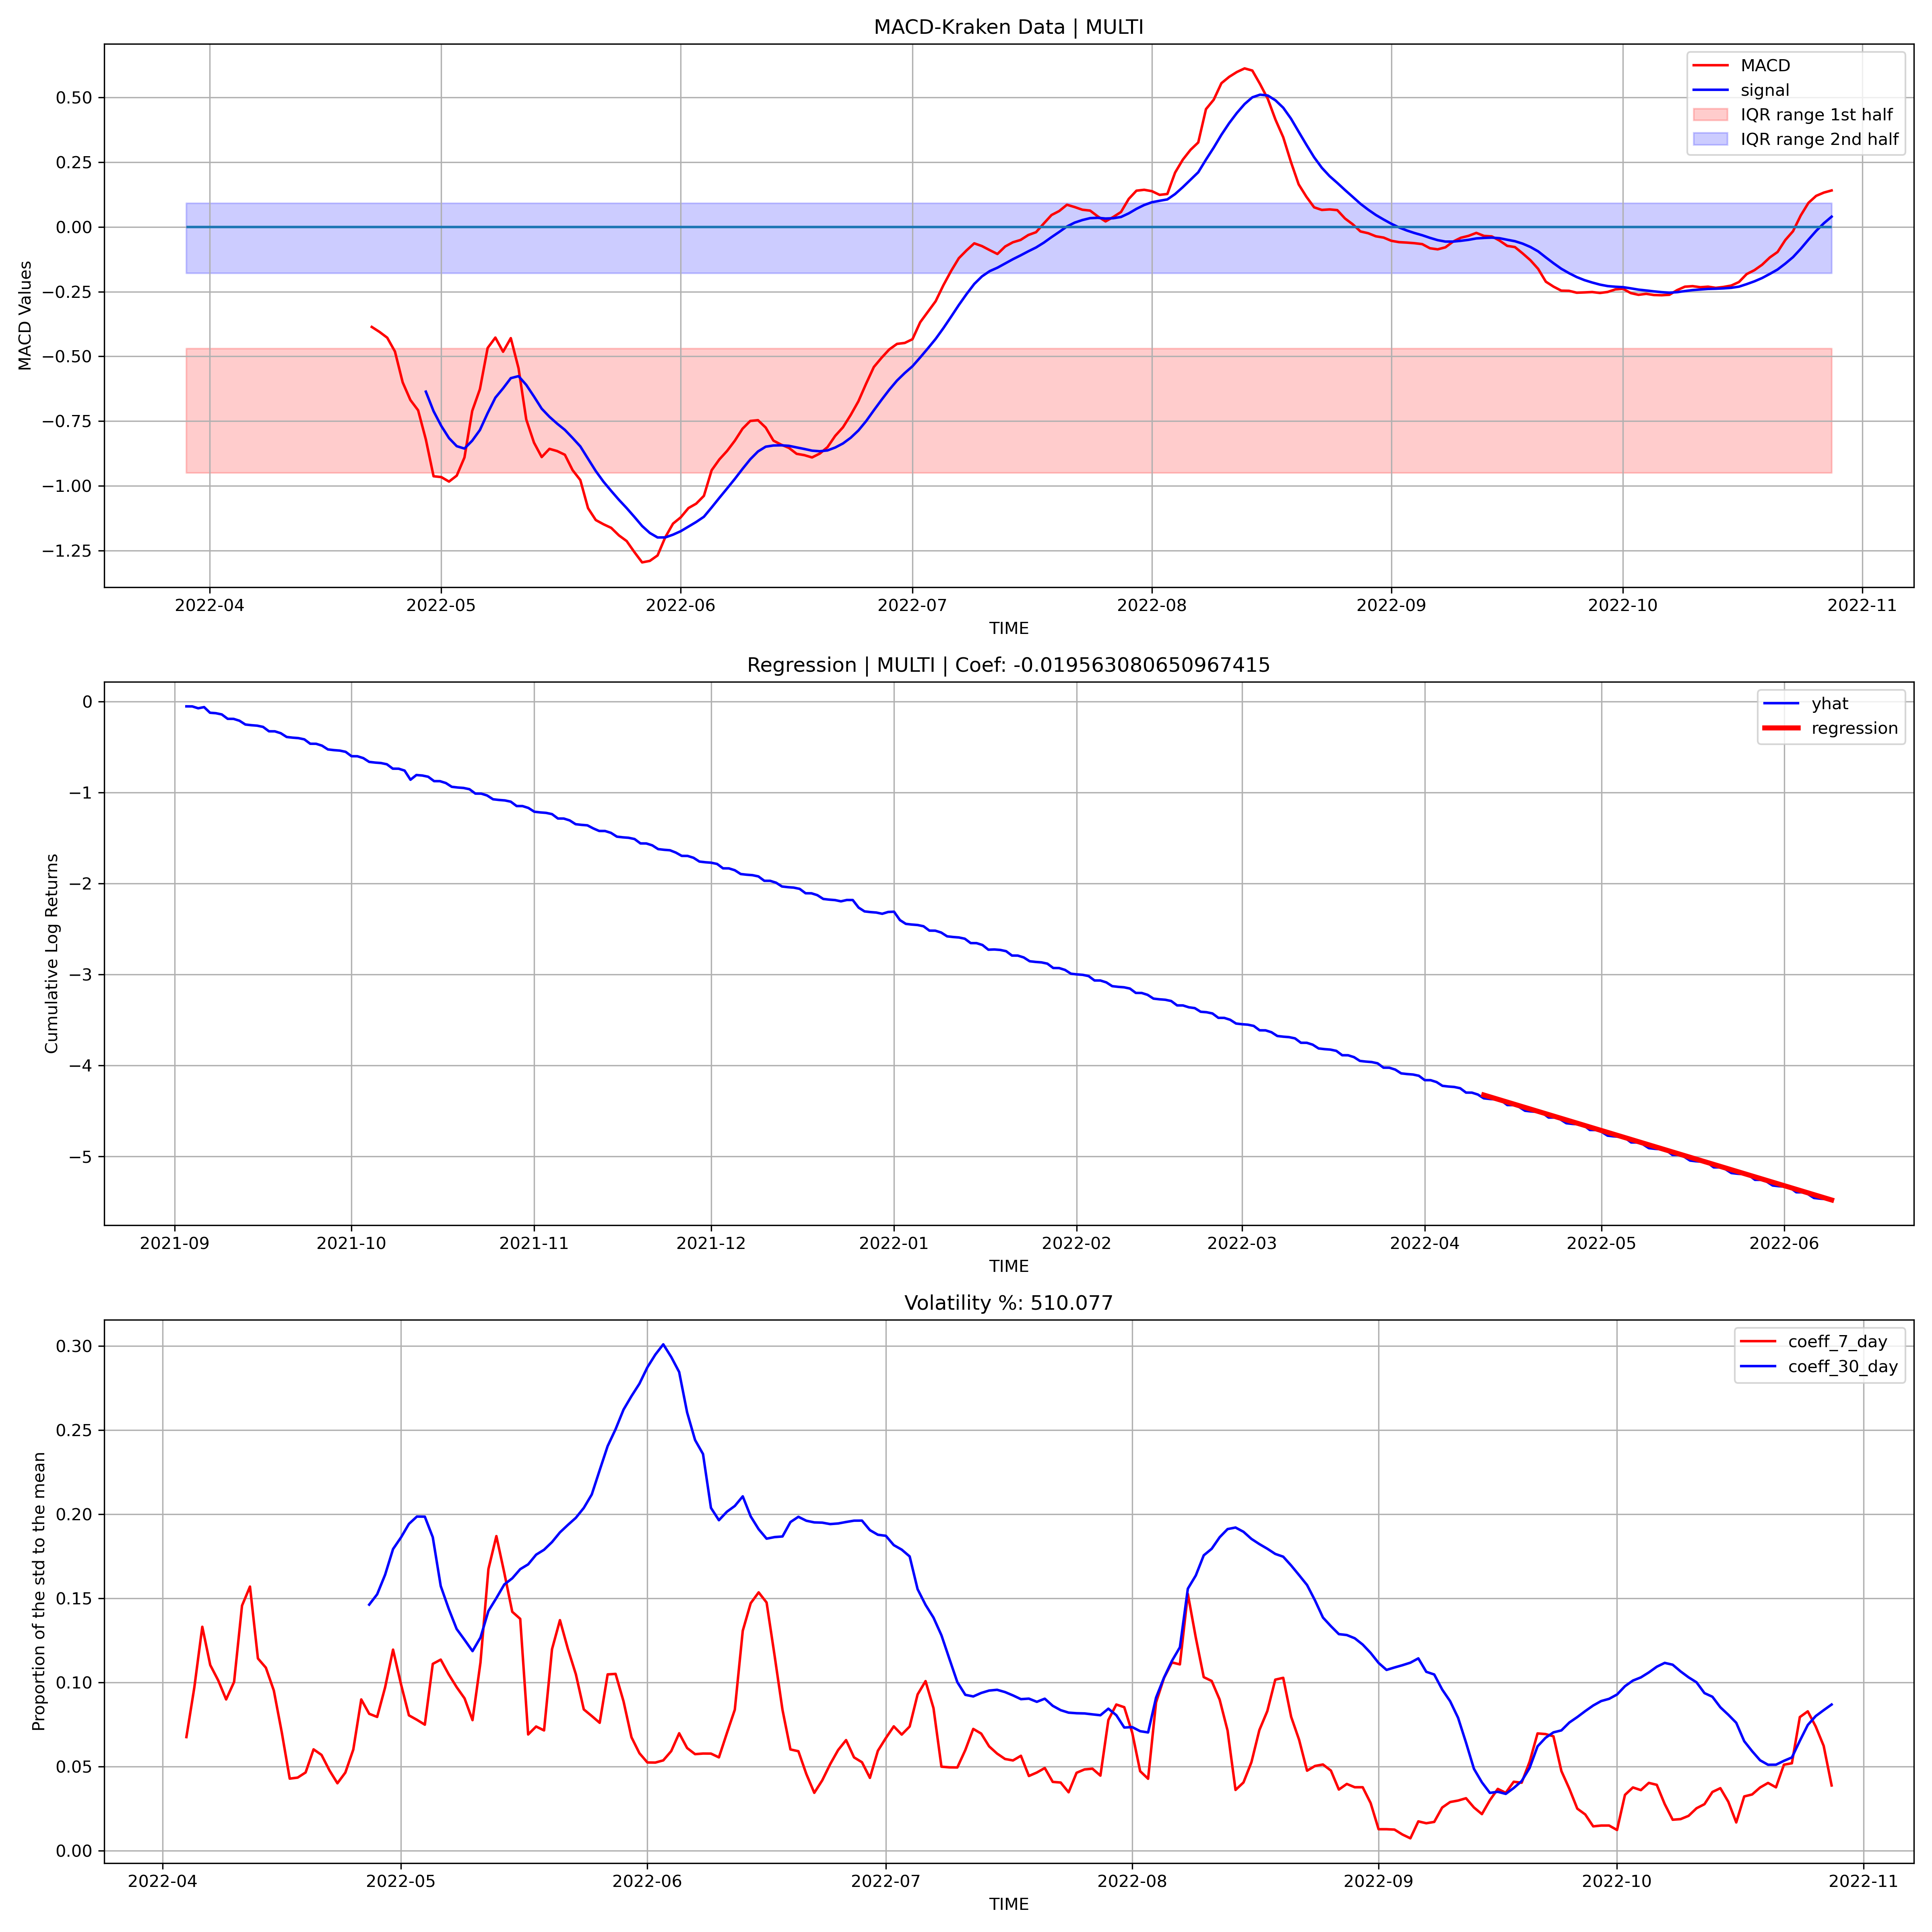 MACD-Kraken Data | MULTI
MACD Values
0.50
0.25
0.00
−0.25
−0.50
−0.75
−1.00
−1.25
MACD
signal
IQR range 1st half
IQR range 2nd half
2022-04 2022-05 2022-06 2022-07 2022-08 2022-09 2022-10 2022-11
TIME
Regression | MULTI | Coef: -0.019563080650967415
Cumulative Log Returns
0
−1
−2
−3
−4
−5
yhat
regression
2021-09 2021-10 2021-11 2021-12 2022-01 2022-02 2022-03 2022-04 2022-05 2022-06
TIME
Volatility %: 510.077
Proportion of the std to the mean
0.30
0.25
0.20
0.15
0.10
0.05
0.00
coeff_7_day
coeff_30_day
2022-04 2022-05 2022-06 2022-07 2022-08 2022-09 2022-10 2022-11
TIME